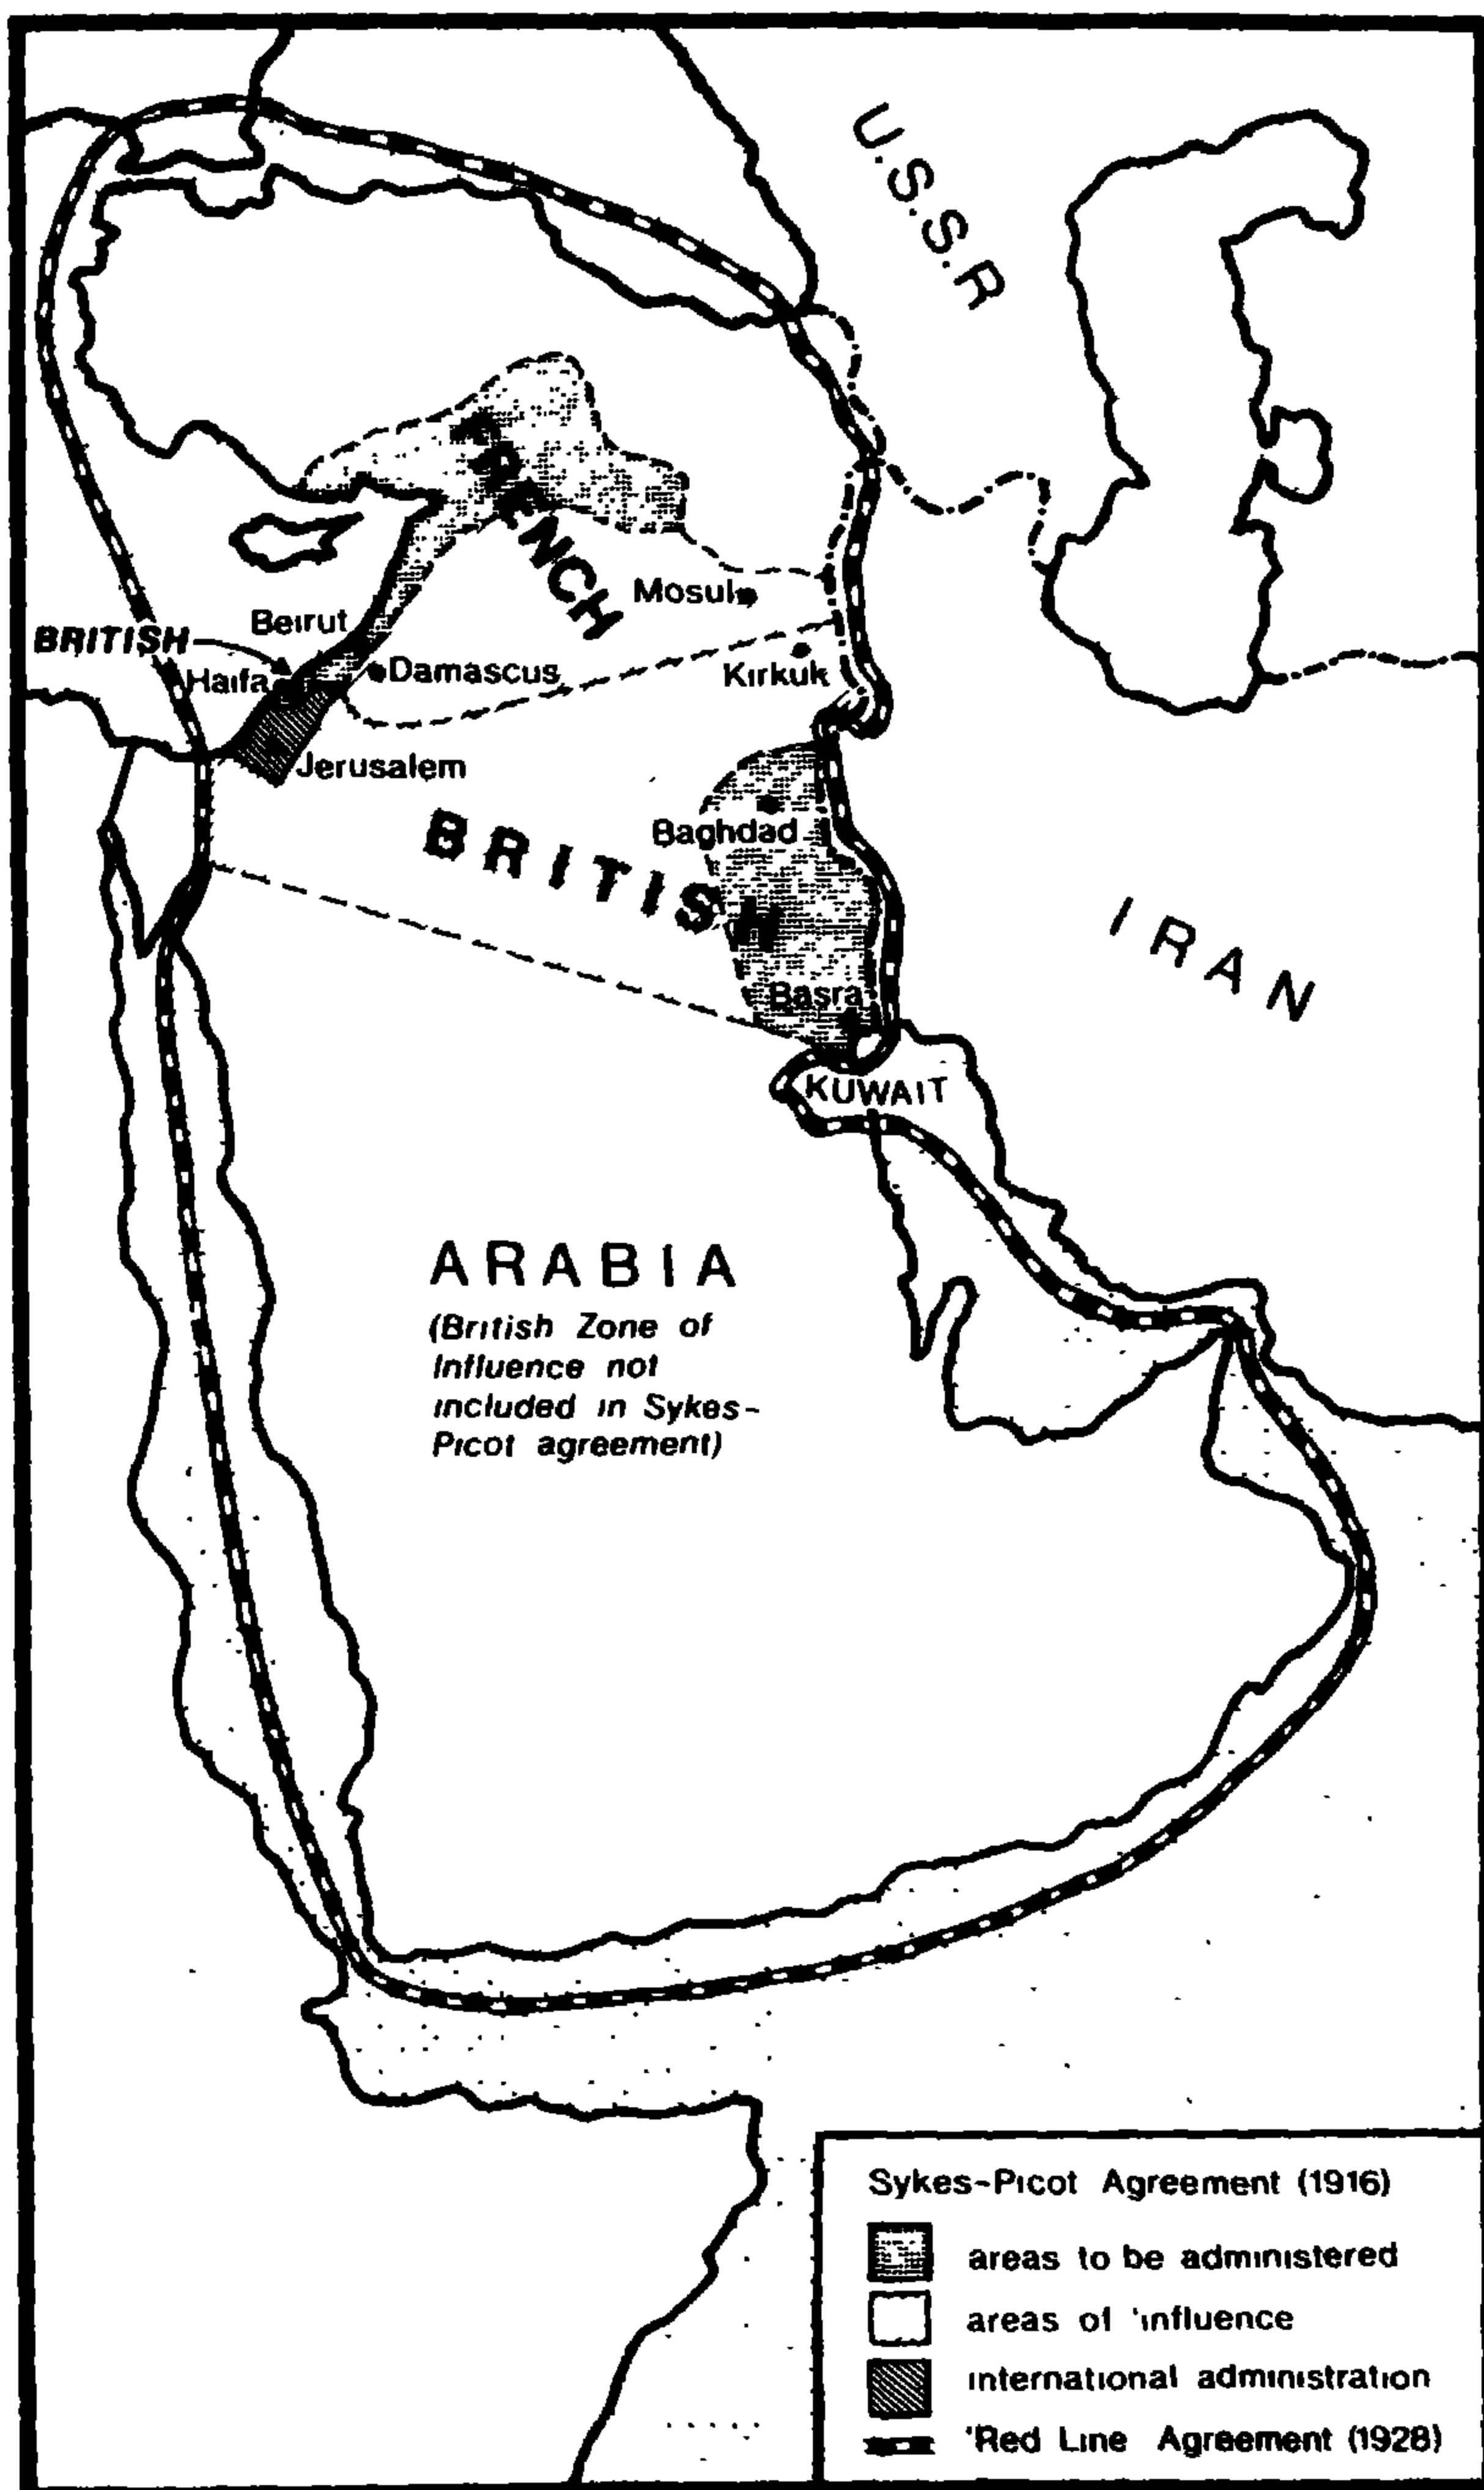 U.S.S.R
FRENCH
Mosul
Beirut
BRITISH
Haifa
Damascus
Kirkuk
Jerusalem
Baghdad
BRITISH
IRAN
Basra
KUWAIT
ARABIA
(British Zone of
Influence not
included in Sykes-
Picot agreement)
Sykes-Picot Agreement (1916)
areas to be administered
areas of 'influence
international administration
'Red Line Agreement (1928)